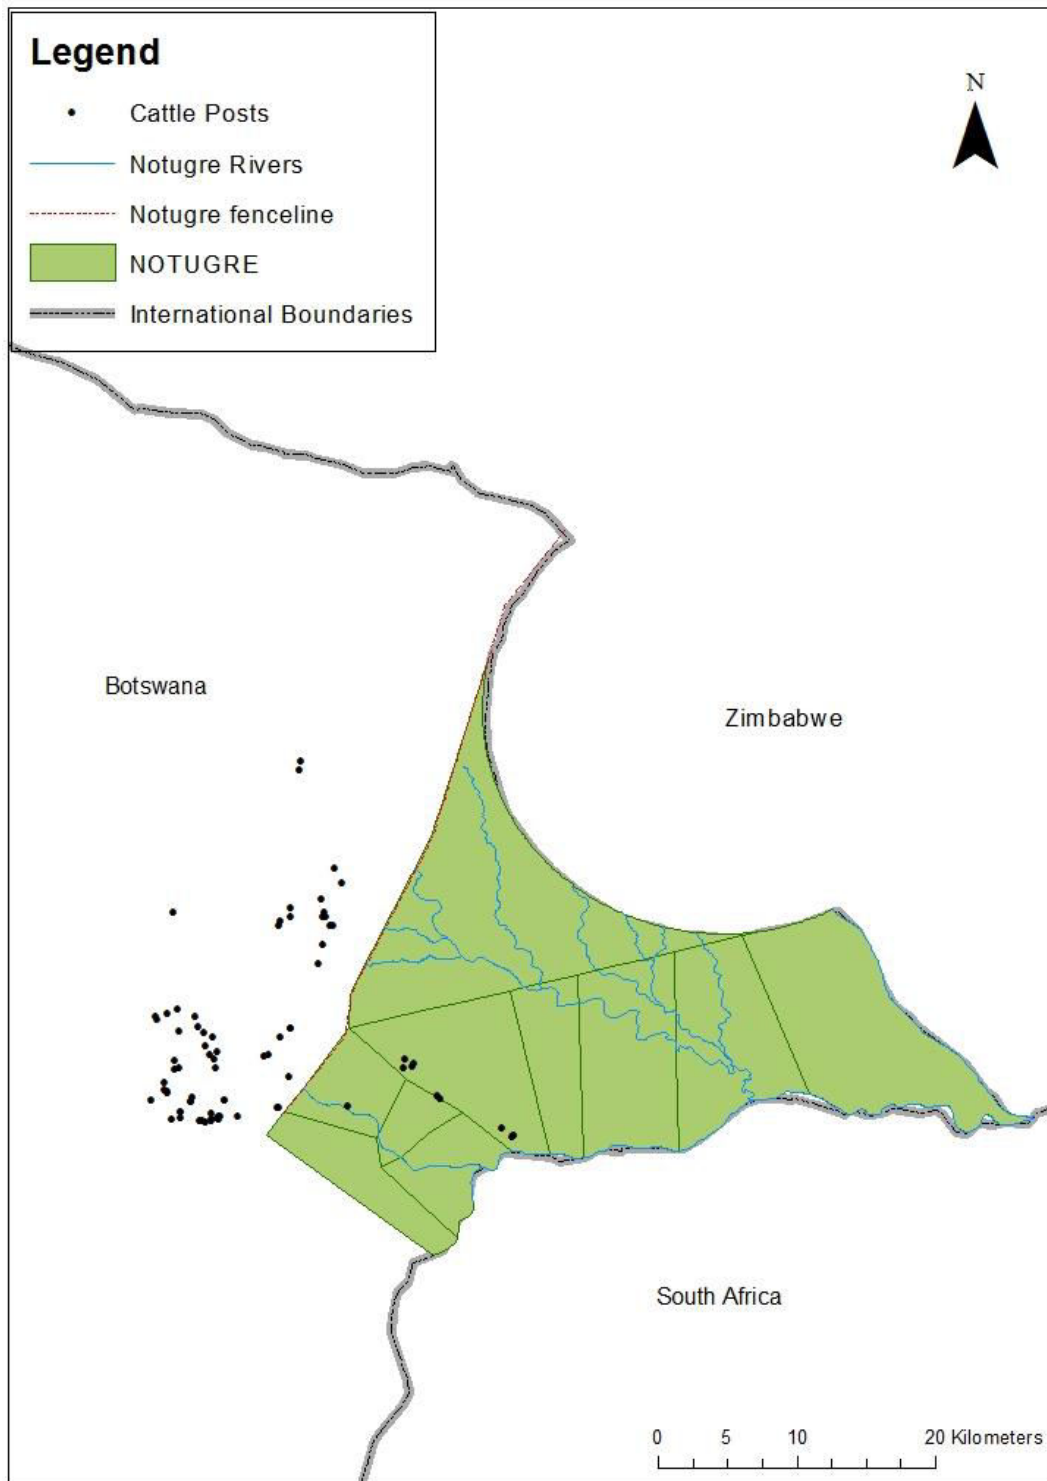 Legend
Cattle Posts
Notugre Rivers
Notugre fenceline
NOTUGRE
International Boundaries
N
Botswana
Zimbabwe
South Africa
0 5 10 20 Kilometers